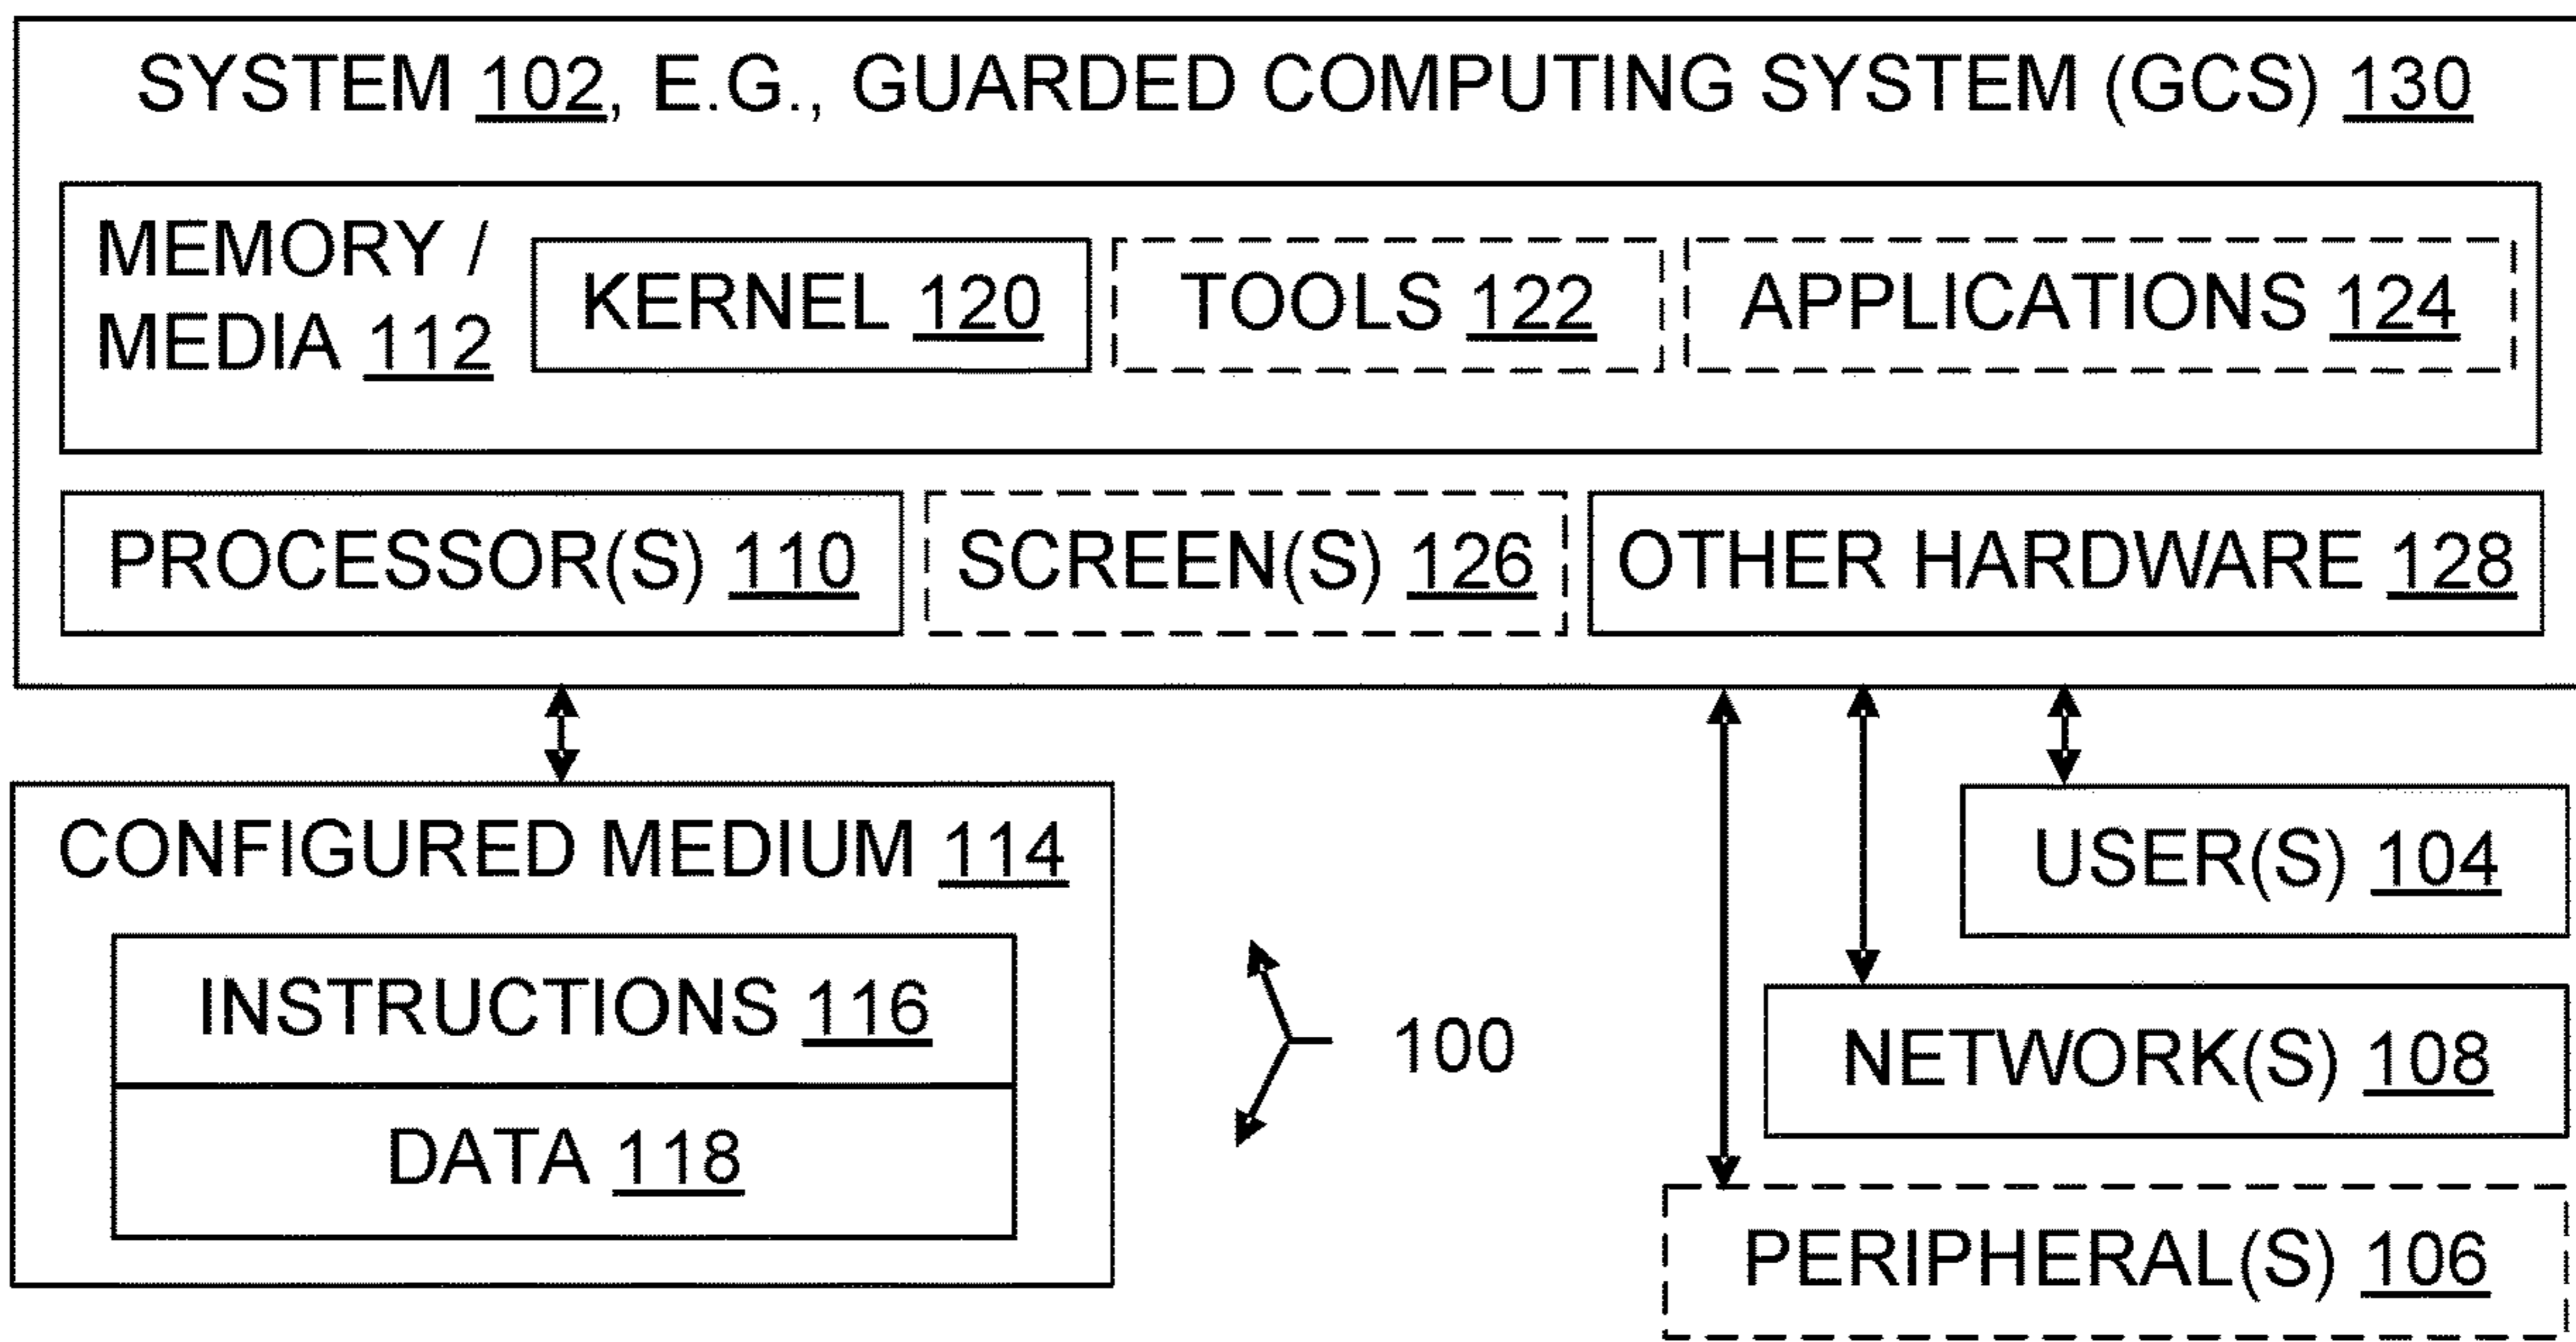 SYSTEM 102, E.G., GUARDED COMPUTING SYSTEM (GCS) 130
MEMORY /
MEDIA 112
KERNEL 120
TOOLS 122
APPLICATIONS 124
PROCESSOR(S) 110
SCREEN(S) 126
OTHER HARDWARE 128
CONFIGURED MEDIUM 114
INSTRUCTIONS 116
DATA 118
100
USER(S) 104
NETWORK(S) 108
PERIPHERAL(S) 106